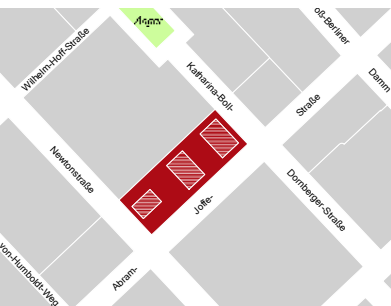 oß-Berliner
Wilhelm-Hoff-Straße
Katharina-Boll-
Damm
Straße
Newtonstraße
Dornberger-Straße
Joffe-
Abram-
von-Humboldt-Weg